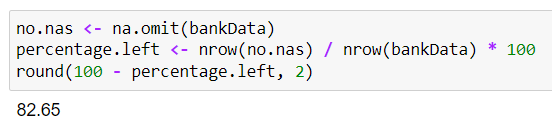 no.nas <- na.omit(bankData)
percentage.left <- nrow(no.nas) / nrow(bankData) * 100
round(100 - percentage.left, 2)
82.65